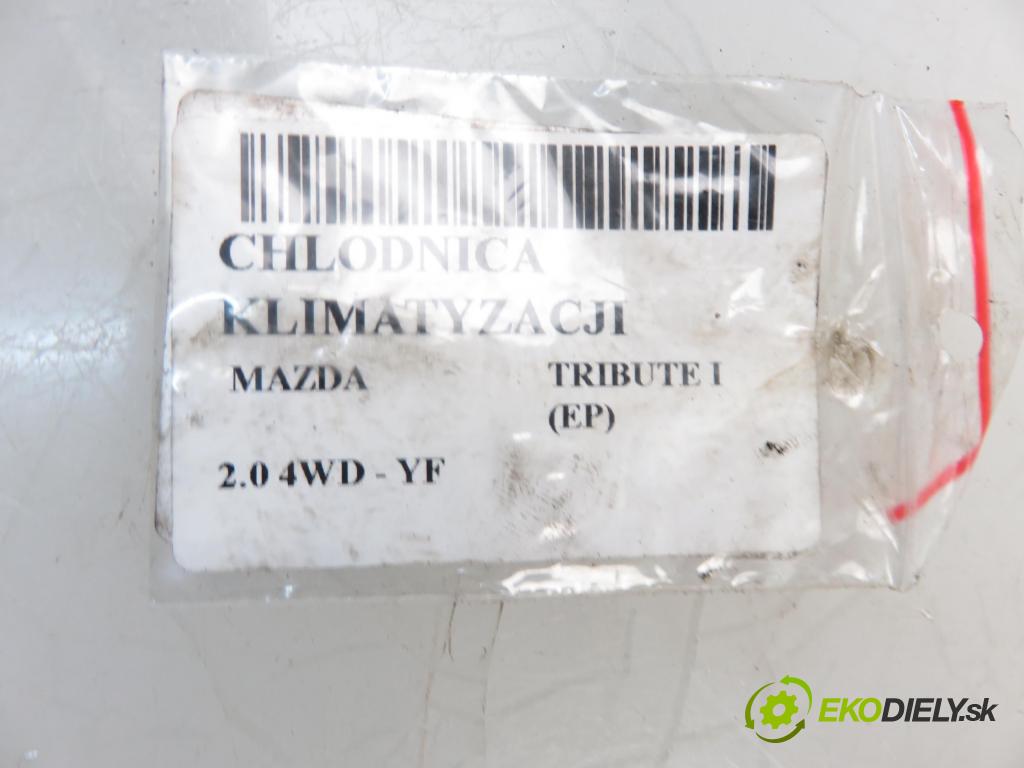 CHLODNICA
KLIMATYZACJI
MAZDA TRIBUTE I
(EP)
2.0 4WD - YF
EKODIELY.sk